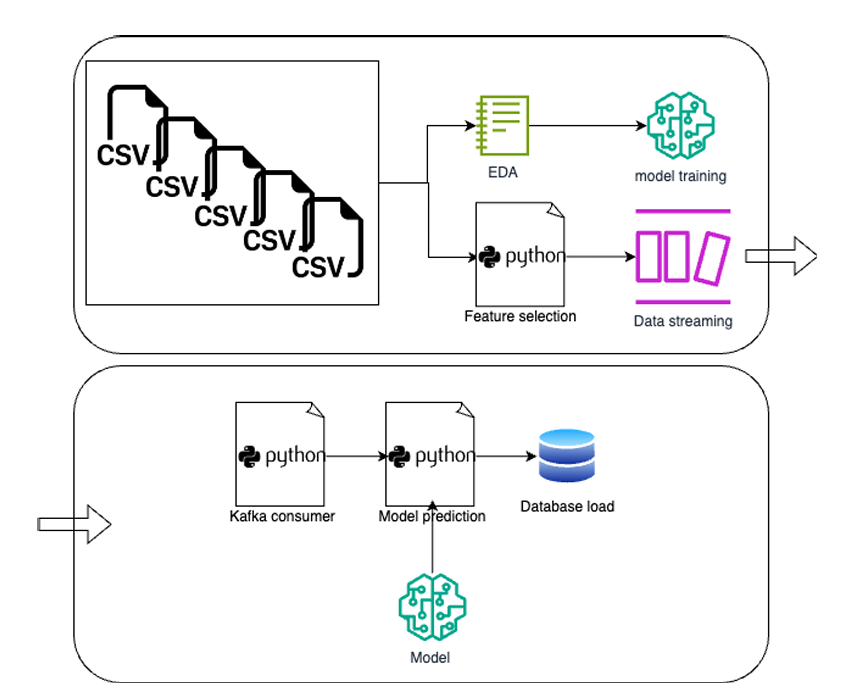 CSV
CSV
CSV
CSV
CSV
EDA
model training
python
Feature selection
Data streaming
python
Kafka consumer
python
Model prediction
Database load
Model